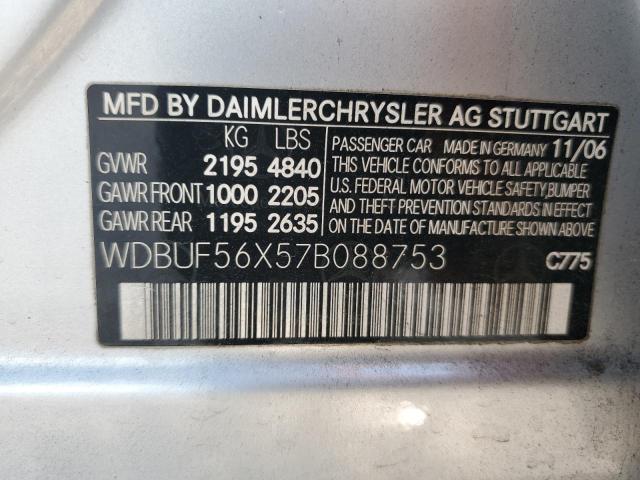 MFD BY DAIMLERCHRYSLER AG STUTTGART
KG LBS
GVWR 2195 4840
GAWR FRONT 1000 2205
GAWR REAR 1195 2635
PASSENGER CAR MADE IN GERMANY 11/06
THIS VEHICLE CONFORMS TO ALL APPLICABLE
U.S. FEDERAL MOTOR VEHICLE SAFETY, BUMPER
AND THEFT PREVENTION STANDARDS IN EFFECT
ON THE DATE OF MANUFACTURE SHOWN ABOVE.
WDBUF56X57B088753 C775